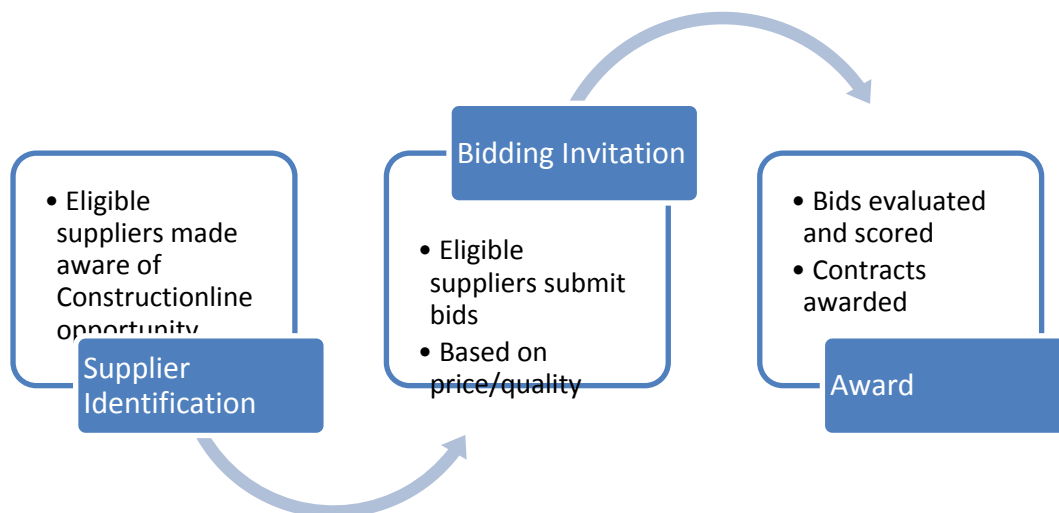 • Eligible
suppliers made
aware of
Constructionline
opportunity
Supplier
Identification
Bidding Invitation
• Eligible
suppliers submit
bids
• Based on
price/quality
• Bids evaluated
and scored
• Contracts
awarded
Award